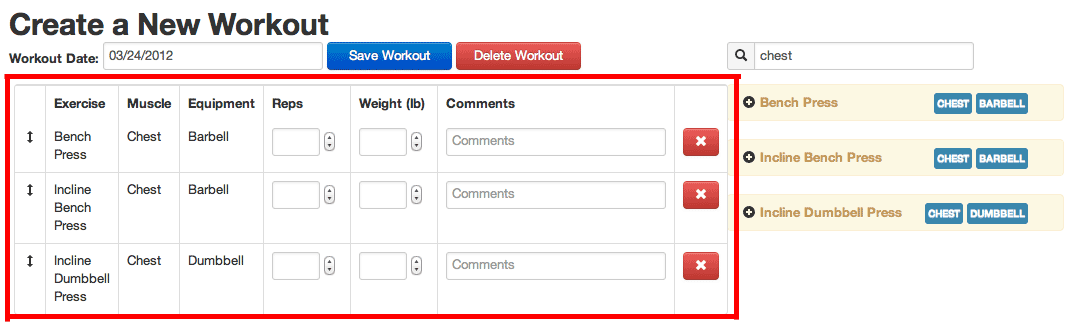 Create a New Workout
Workout Date: 03/24/2012 Save Workout Delete Workout chest
Exercise Muscle Equipment Reps Weight (lb) Comments
Bench Press Chest Barbell Comments
Incline Bench Press Chest Barbell Comments
Incline Dumbbell Press Chest Dumbbell Comments
Bench Press CHEST BARBELL
Incline Bench Press CHEST BARBELL
Incline Dumbbell Press CHEST DUMBBELL